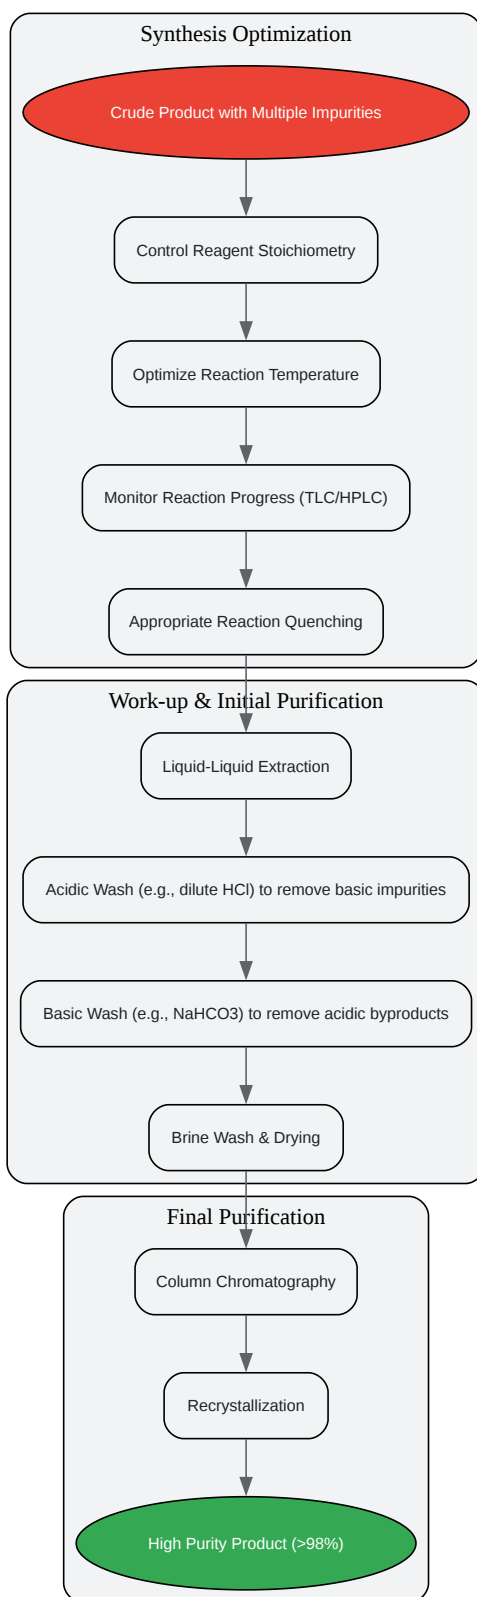 Synthesis Optimization
Crude Product with Multiple Impurities
Control Reagent Stoichiometry
Optimize Reaction Temperature
Monitor Reaction Progress (TLC/HPLC)
Appropriate Reaction Quenching
Work-up & Initial Purification
Liquid-Liquid Extraction
Acidic Wash (e.g., dilute HCl) to remove basic impurities
Basic Wash (e.g., NaHCO3) to remove acidic byproducts
Brine Wash & Drying
Final Purification
Column Chromatography
Recrystallization
High Purity Product (>98%)